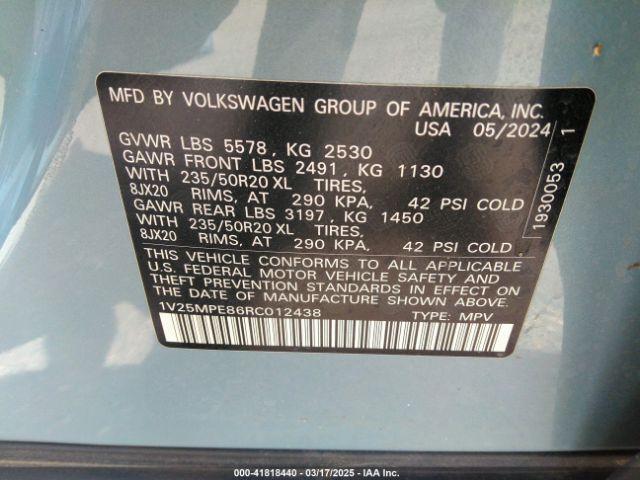 MFD BY VOLKSWAGEN GROUP OF AMERICA, INC.
USA 05/2024
GVWR LBS 5578, KG 2530
GAWR FRONT LBS 2491, KG 1130
WITH 235/50R20 XL TIRES,
8JX20 RIMS, AT 290 KPA, 42 PSI COLD
GAWR REAR LBS 3197, KG 1450
WITH 235/50R20 XL TIRES,
8JX20 RIMS, AT 290 KPA, 42 PSI COLD
THIS VEHICLE CONFORMS TO ALL APPLICABLE
U.S. FEDERAL MOTOR VEHICLE SAFETY AND
THEFT PREVENTION STANDARDS IN EFFECT ON
THE DATE OF MANUFACTURE SHOWN ABOVE.
1V25MPE86RC012438 TYPE: MPV
1930053 1
000-41818440 - 03/17/2025 - IAA Inc.